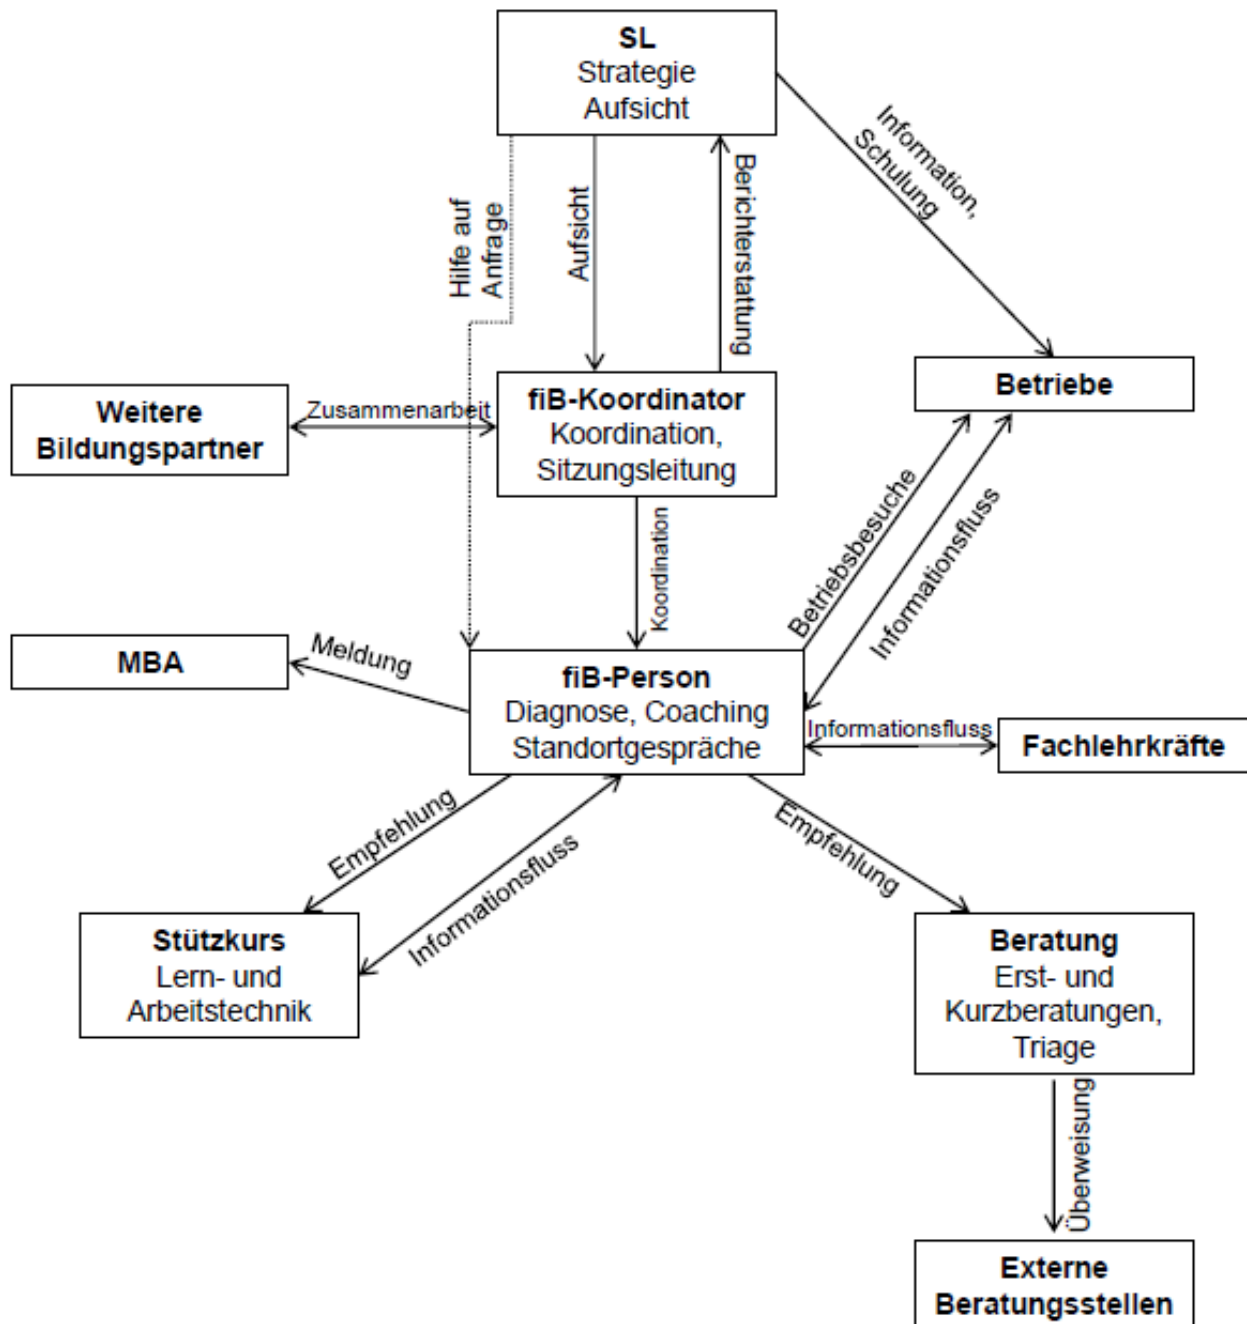 SL
Strategie
Aufsicht
Information,
Schulung
Hilfe auf
Anfrage
Aufsicht
Berichterstattung
Weitere
Bildungspartner
Zusammenarbeit
fiB-Koordinator
Koordination,
Sitzungsleitung
Betriebe
Koordination
Betriebsbesuche
Informationsfluss
MBA
Meldung
fiB-Person
Diagnose, Coaching
Standortgespräche
Informationsfluss
Fachlehrkräfte
Empfehlung
Informationsfluss
Empfehlung
Stützkurs
Lern- und
Arbeitstechnik
Beratung
Erst- und
Kurzberatungen,
Triage
Überweisung
Externe
Beratungsstellen